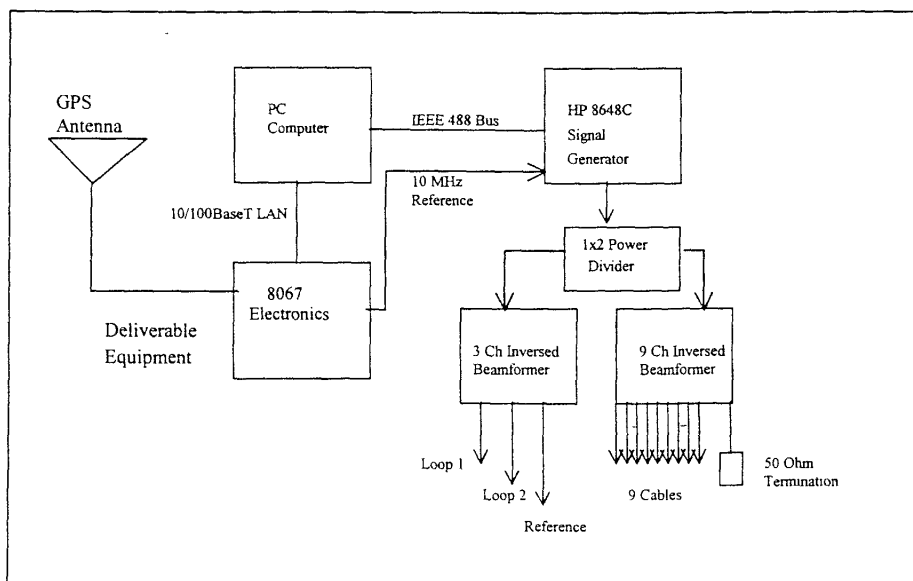 GPS
Antenna
PC
Computer
IEEE 488 Bus
HP 8648C
Signal
Generator
10 MHz
Reference
10/100BaseT LAN
1x2 Power
Divider
8067
Electronics
Deliverable
Equipment
3 Ch Inversed
Beamformer
9 Ch Inversed
Beamformer
Loop 1
Loop 2
Reference
9 Cables
50 Ohm
Termination